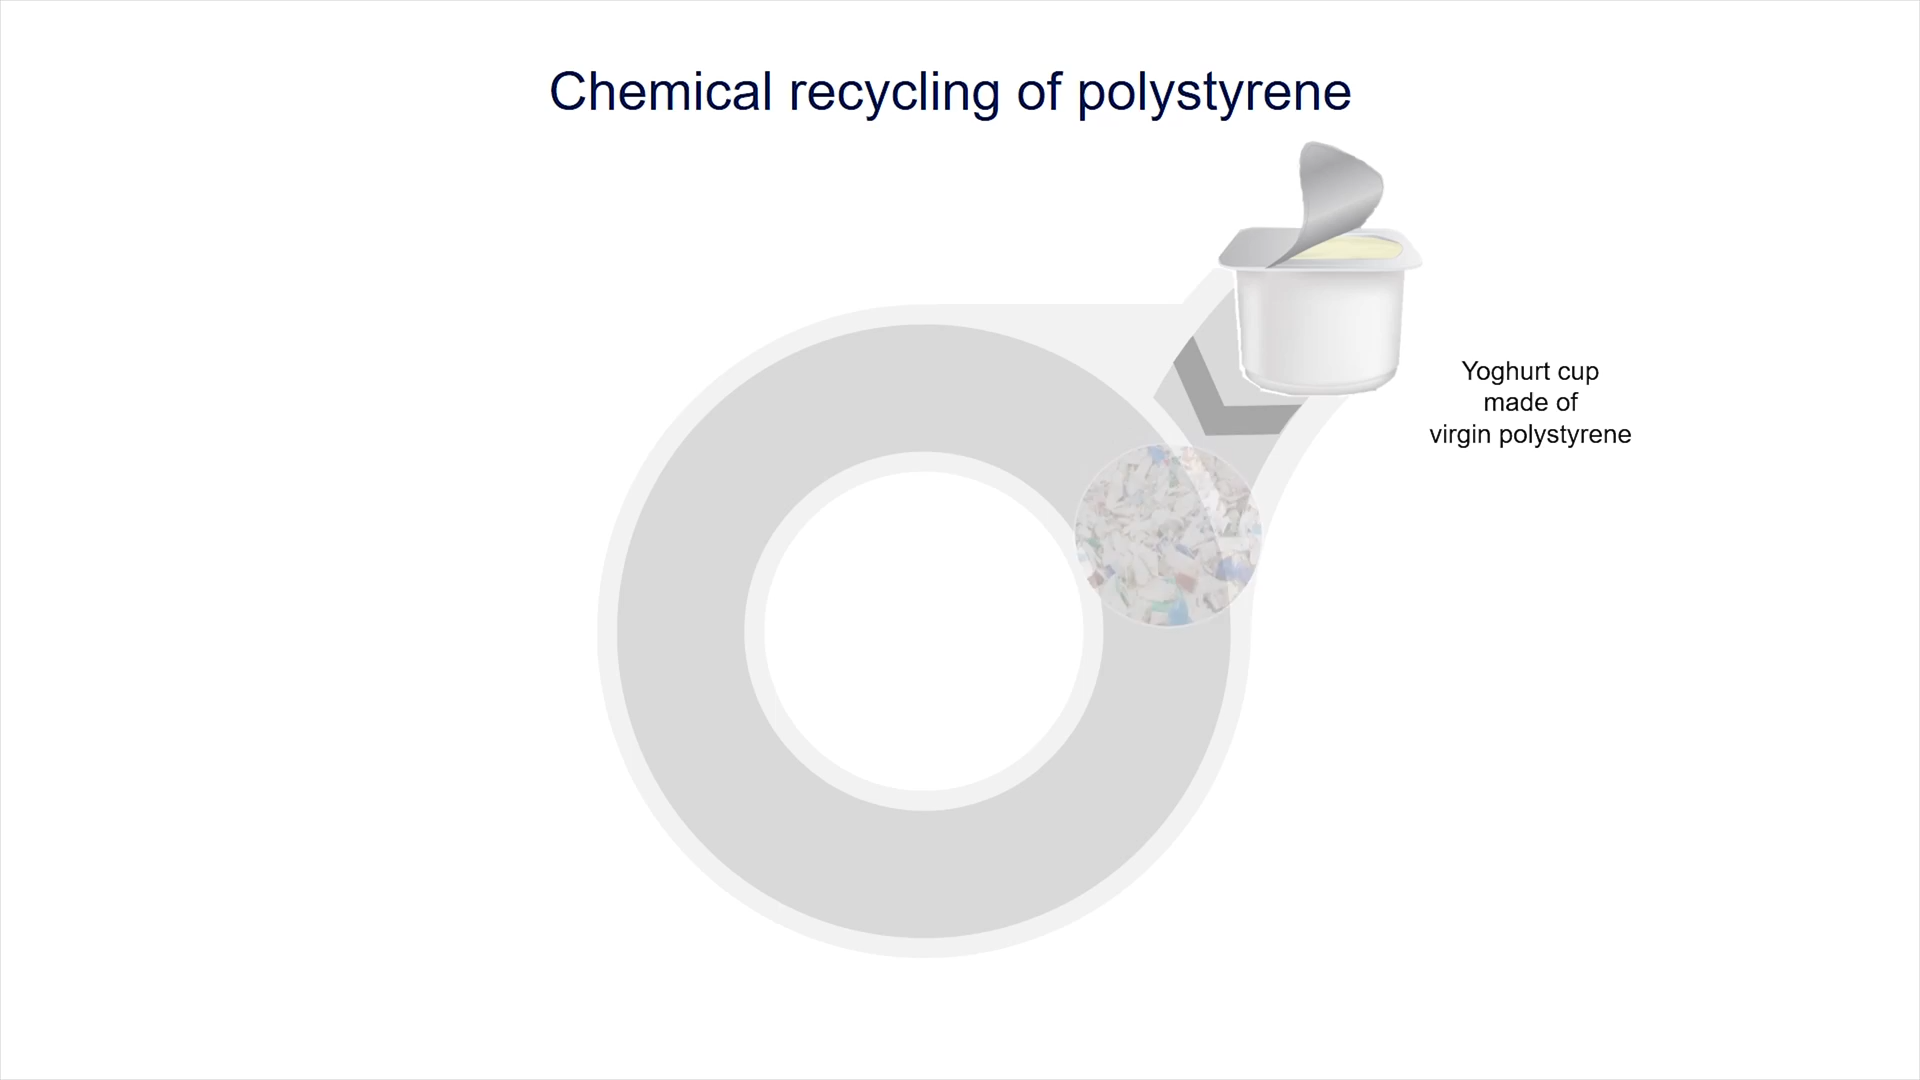 Chemical recycling of polystyrene
Yoghurt cup
made of
virgin polystyrene